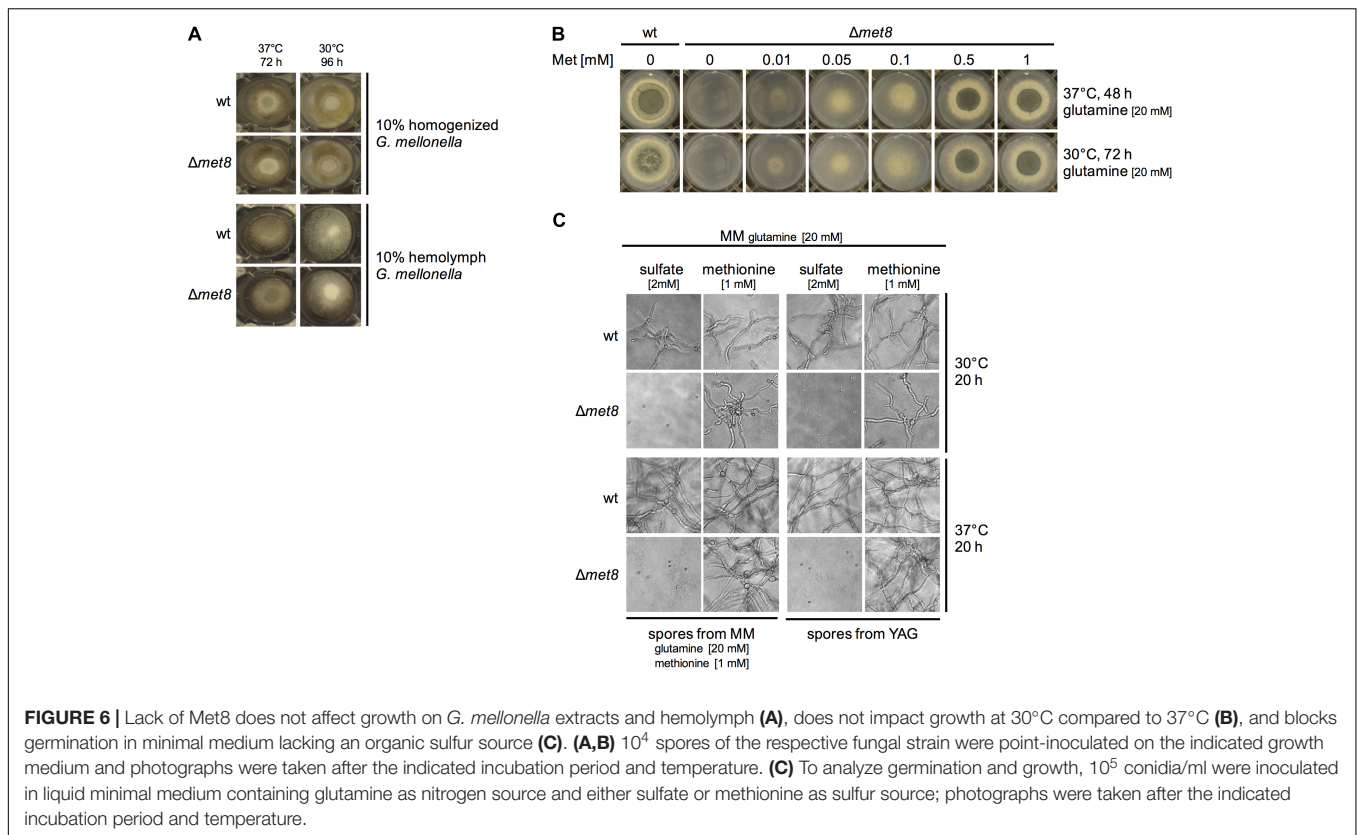 A
37°C
72 h
30°C
96 h
wt
Δmet8
10% homogenized
G. mellonella
wt
Δmet8
10% hemolymph
G. mellonella
B
wt
Δmet8
Met [mM] 0 0 0.01 0.05 0.1 0.5 1
37°C, 48 h
glutamine [20 mM]
30°C, 72 h
glutamine [20 mM]
C
MM glutamine [20 mM]
sulfate
[2mM]
methionine
[1 mM]
sulfate
[2mM]
methionine
[1 mM]
wt
Δmet8
30°C
20 h
wt
Δmet8
37°C
20 h
spores from MM
glutamine [20 mM]
methionine [1 mM]
spores from YAG
FIGURE 6 | Lack of Met8 does not affect growth on G. mellonella extracts and hemolymph (A), does not impact growth at 30°C compared to 37°C (B), and blocks
germination in minimal medium lacking an organic sulfur source (C). (A,B) 10⁴ spores of the respective fungal strain were point-inoculated on the indicated growth
medium and photographs were taken after the indicated incubation period and temperature. (C) To analyze germination and growth, 10⁵ conidia/ml were inoculated
in liquid minimal medium containing glutamine as nitrogen source and either sulfate or methionine as sulfur source; photographs were taken after the indicated
incubation period and temperature.